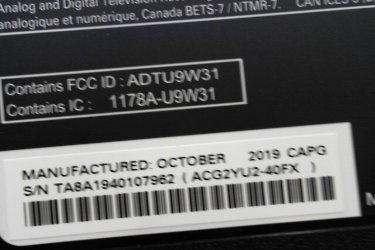 Analog and Digital Television
analogique et numérique, Canada BETS-7 / NTMR-7.
Contains FCC ID : ADTU9W31
Contains IC : 1178A-U9W31
MANUFACTURED: OCTOBER 2019 CAPG
S/N TA8A1940107962 ( ACG2YU2-40FX )